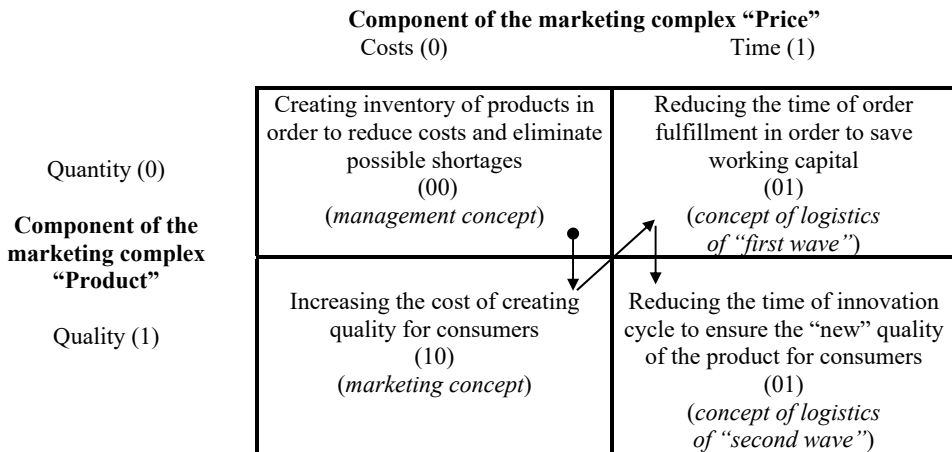 Component of the marketing complex “Price”
Costs (0)
Time (1)
Creating inventory of products in
order to reduce costs and eliminate
possible shortages
(00)
(management concept)
Reducing the time of order
fulfillment in order to save
working capital
(01)
(concept of logistics
of “first wave”)
Quantity (0)
Component of the
marketing complex
“Product”
Quality (1)
Increasing the cost of creating
quality for consumers
(10)
(marketing concept)
Reducing the time of innovation
cycle to ensure the “new” quality
of the product for consumers
(01)
(concept of logistics
of “second wave”)